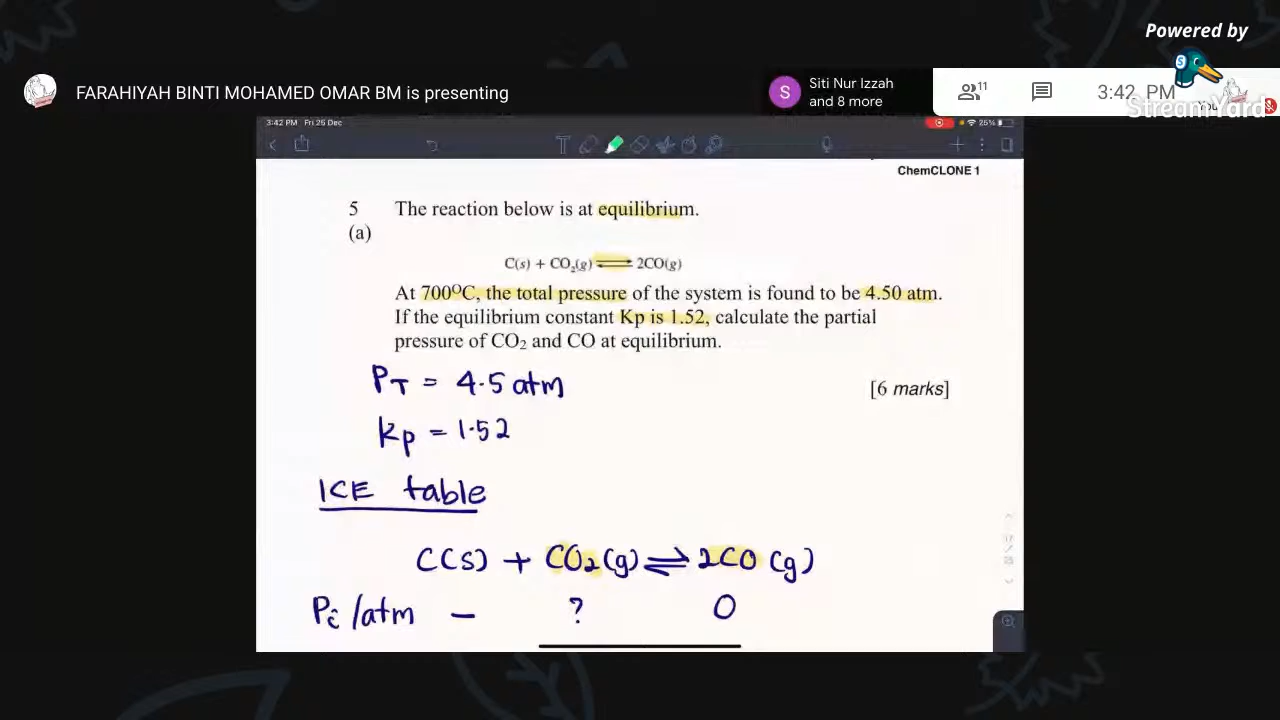 Powered by
StreamYard
FARAHIYAH BINTI MOHAMED OMAR BM is presenting
S
Siti Nur Izzah
and 8 more
11
3:42 PM
You
3:42 PM Fri 25 Dec
25%
ChemCLONE 1
5 The reaction below is at equilibrium.
(a)
C(s) + CO₂(g) ⇌ 2CO(g)
At 700⁰C, the total pressure of the system is found to be 4.50 atm.
If the equilibrium constant Kp is 1.52, calculate the partial
pressure of CO₂ and CO at equilibrium.
[6 marks]
PT = 4.5 atm
Kp = 1.52
ICE table
C(s) + CO₂(g) ⇌ 2CO(g)
Pi /atm – ? 0